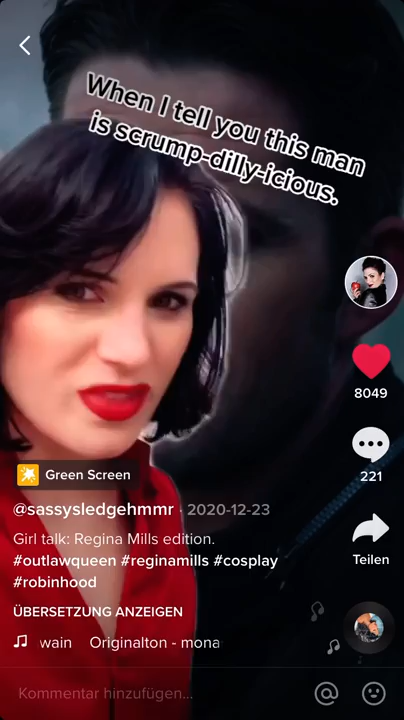 When I tell you this man
is scrump-dilly-icious.
8049
221
Green Screen
@sassysledgehmmr · 2020-12-23
Girl talk: Regina Mills edition.
#outlawqueen #reginamills #cosplay
#robinhood
Teilen
ÜBERSETZUNG ANZEIGEN
wain Originalton - mona
Kommentar hinzufügen...